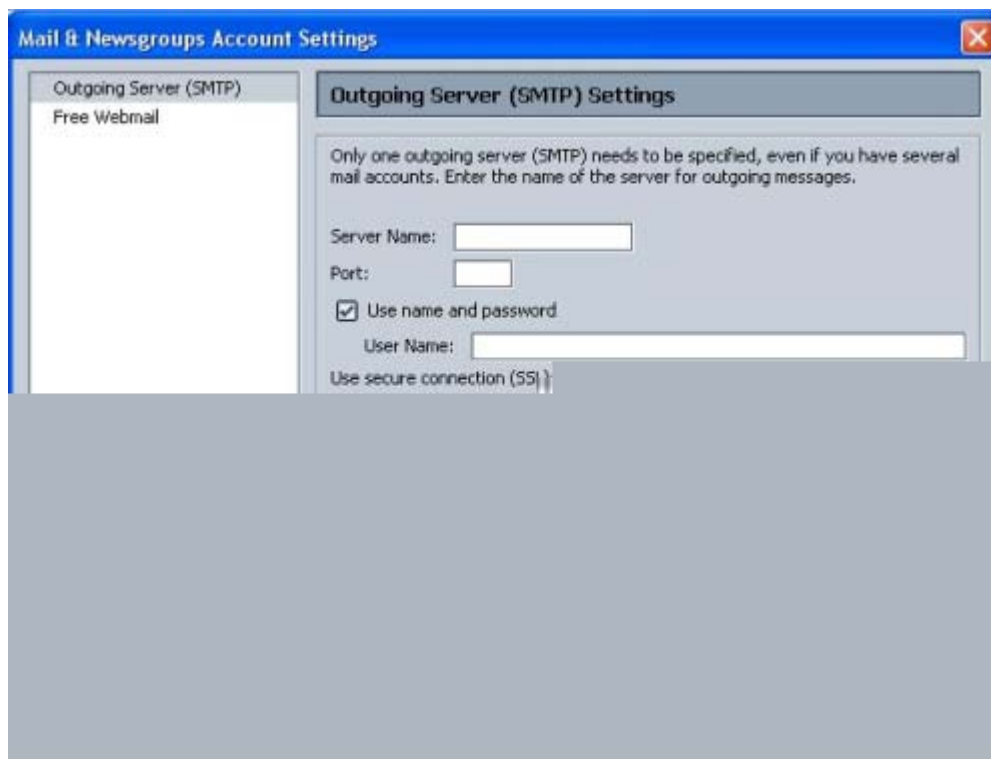 Mail & Newsgroups Account Settings
Outgoing Server (SMTP)
Free Webmail
Outgoing Server (SMTP) Settings
Only one outgoing server (SMTP) needs to be specified, even if you have several
mail accounts. Enter the name of the server for outgoing messages.
Server Name:
Port:
Use name and password
User Name:
Use secure connection